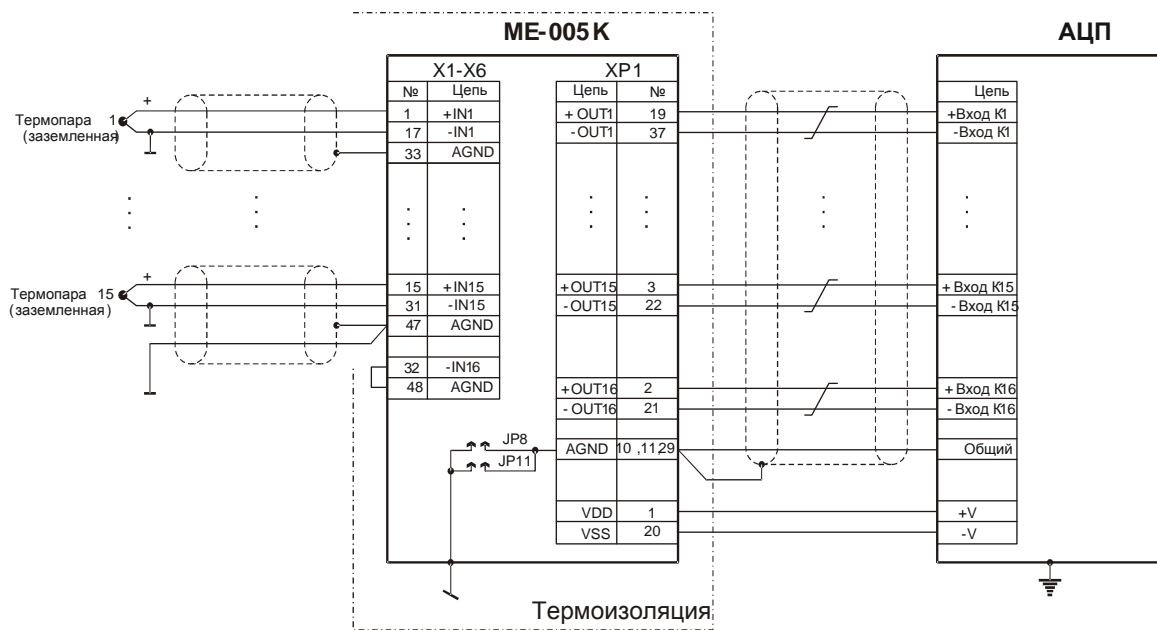 МЕ-005К
АЦП
X1-X6
XP1
№ Цепь
Цепь №
Цепь
1 +IN1
17 -IN1
33 AGND
+ OUT1 19
- OUT1 37
+Вход К1
-Вход К1
+
Термопара 1
(заземленная)
15 +IN15
31 -IN15
47 AGND
+OUT15 3
- OUT15 22
+ Вход К15
- Вход К15
+
Термопара 15
(заземленная)
32 -IN16
48 AGND
+OUT16 2
- OUT16 21
+ Вход К16
- Вход К16
JP8
JP11
AGND 10 ,11,29
Общий
VDD 1
VSS 20
+V
-V
Термоизоляция